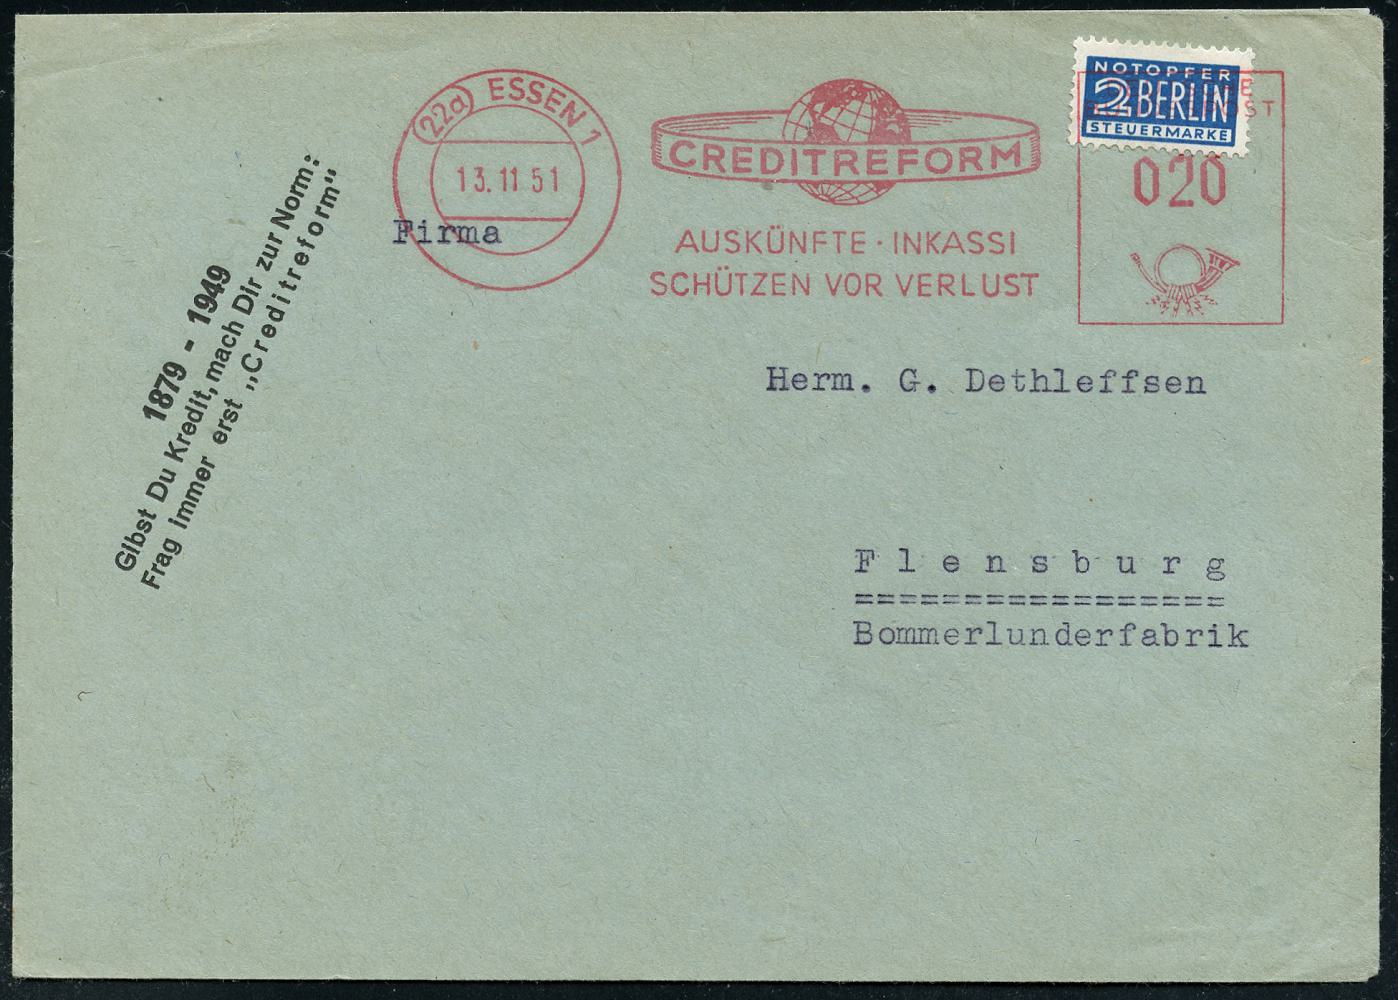 22a ESSEN 1
13.11 51
CREDITREFORM
AUSKÜNFTE · INKASSI
SCHÜTZEN VOR VERLUST
NOTOPFER
2 BERLIN
STEUERMARKE
020
1879 - 1949
Gibst Du Kredit, mach Dir zur Norm:
Frag immer erst „Creditreform“
Firma
Herm. G. Dethleffsen
Flensburg
=================
Bommerlunderfabrik